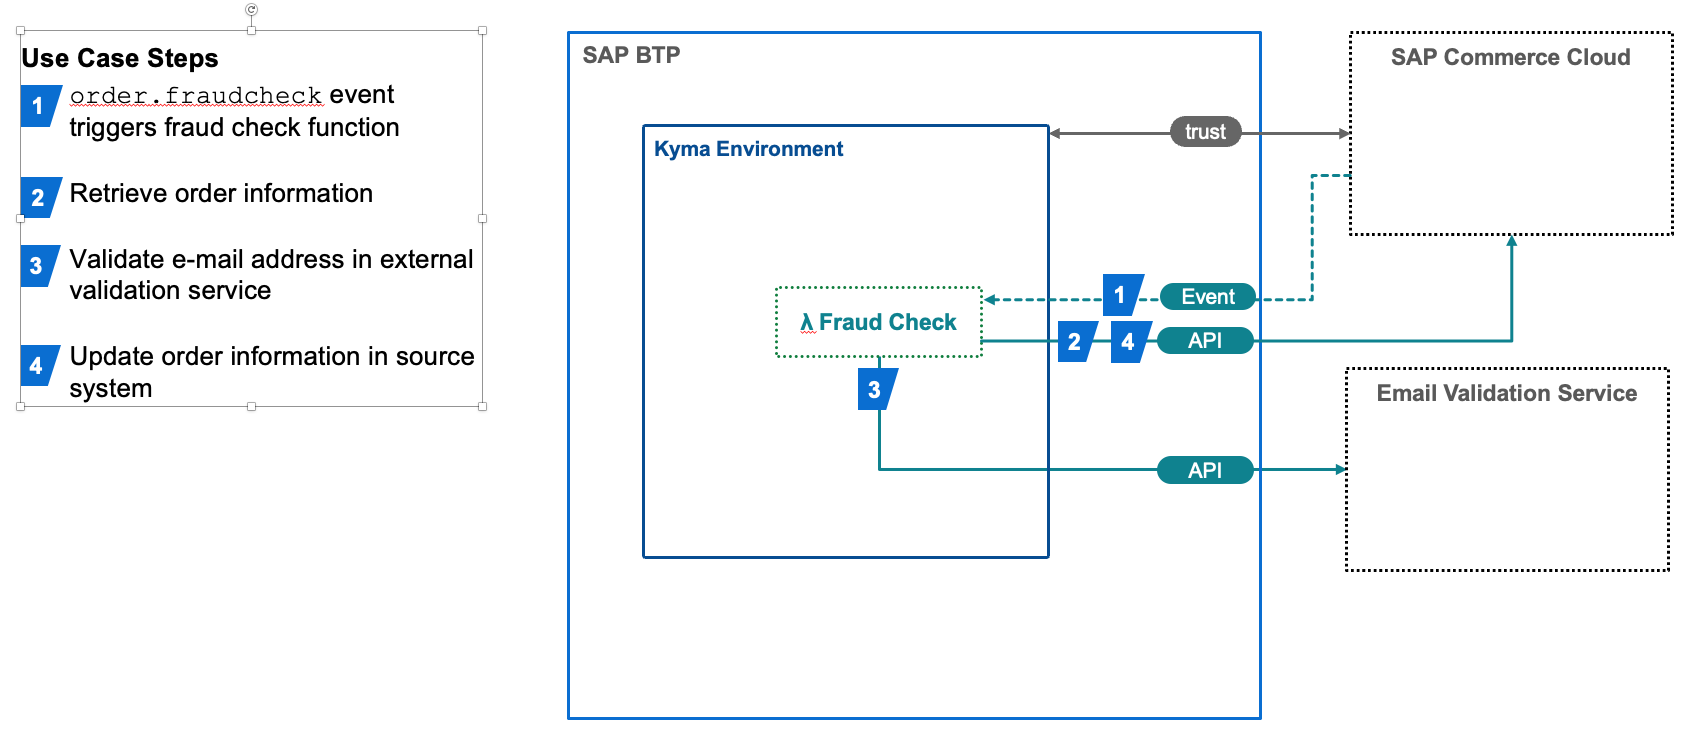 Use Case Steps
1 order.fraudcheck event
triggers fraud check function
2 Retrieve order information
3 Validate e-mail address in external
validation service
4 Update order information in source
system
SAP BTP
Kyma Environment
λ Fraud Check
trust
1 Event
2 4 API
3
API
SAP Commerce Cloud
Email Validation Service